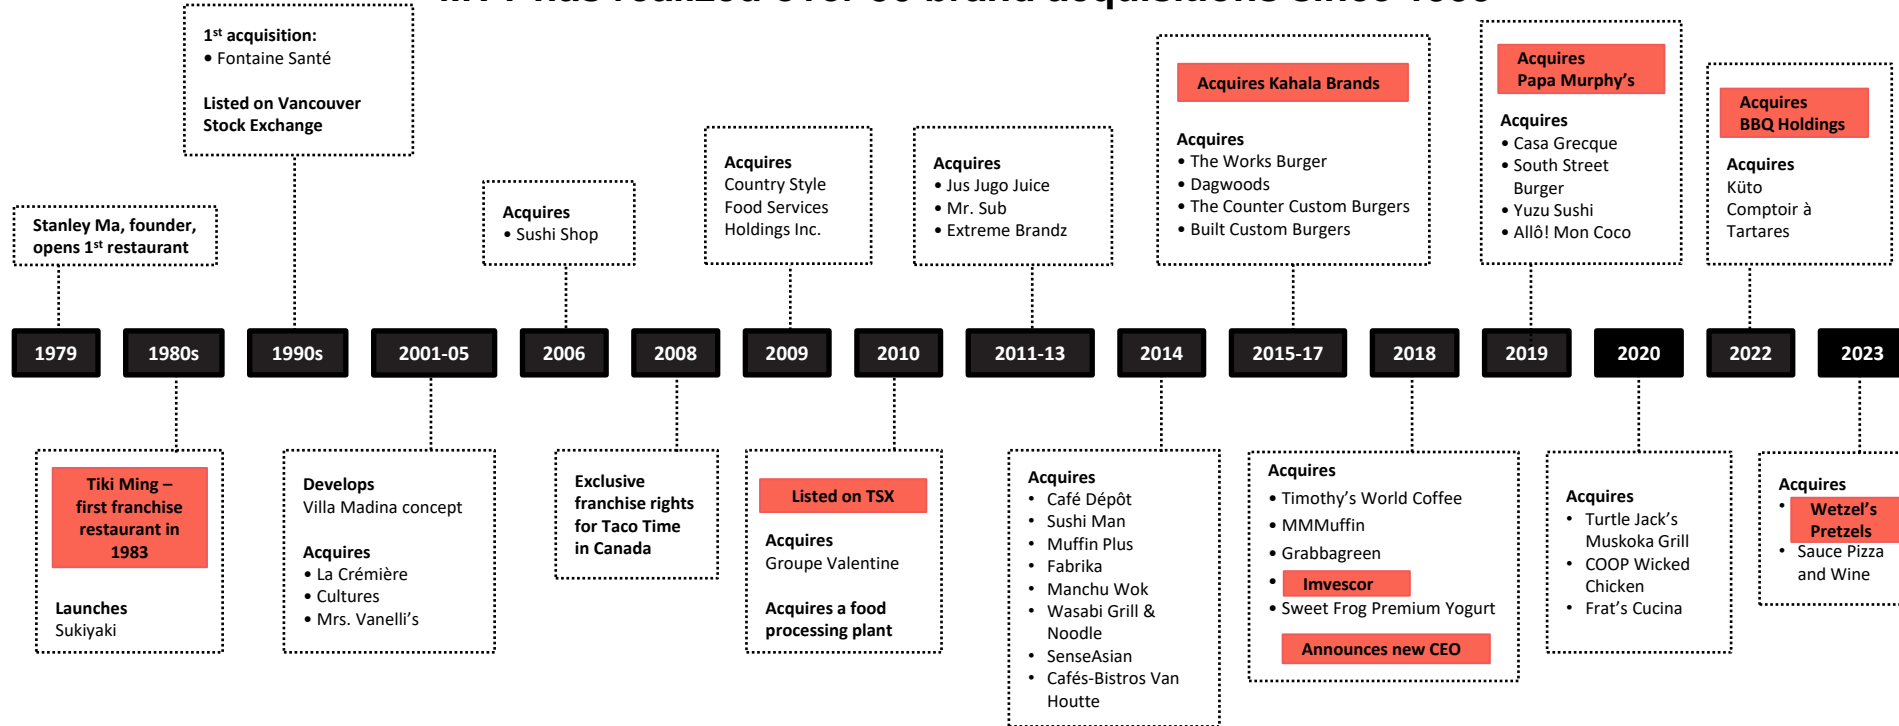 1st acquisition:
• Fontaine Santé
Listed on Vancouver
Stock Exchange
Stanley Ma, founder,
opens 1st restaurant
Acquires
• Sushi Shop
Acquires
Country Style
Food Services
Holdings Inc.
Acquires
• Jus Jugo Juice
• Mr. Sub
• Extreme Brandz
Acquires Kahala Brands
Acquires
• The Works Burger
• Dagwoods
• The Counter Custom Burgers
• Built Custom Burgers
Acquires
Papa Murphy's
Acquires
• Casa Grecque
• South Street
Burger
• Yuzu Sushi
• Allô! Mon Coco
Acquires
BBQ Holdings
Acquires
Küto
Comptoir à
Tartares
1979
1980s
1990s
2001-05
2006
2008
2009
2010
2011-13
2014
2015-17
2018
2019
2020
2022
2023
Tiki Ming –
first franchise
restaurant in
1983
Launches
Sukiyaki
Develops
Villa Madina concept
Acquires
• La Crémière
• Cultures
• Mrs. Vanelli's
Exclusive
franchise rights
for Taco Time
in Canada
Listed on TSX
Acquires
Groupe Valentine
Acquires a food
processing plant
Acquires
• Café Dépôt
• Sushi Man
• Muffin Plus
• Fabrika
• Manchu Wok
• Wasabi Grill &
Noodle
• SenseAsian
• Cafés-Bistros Van
Houtte
Acquires
• Timothy's World Coffee
• MMMuffin
• Grabbagreen
• Imvescor
• Sweet Frog Premium Yogurt
Announces new CEO
Acquires
• Turtle Jack's
Muskoka Grill
• COOP Wicked
Chicken
• Frat's Cucina
Acquires
• Wetzel's
Pretzels
• Sauce Pizza
and Wine